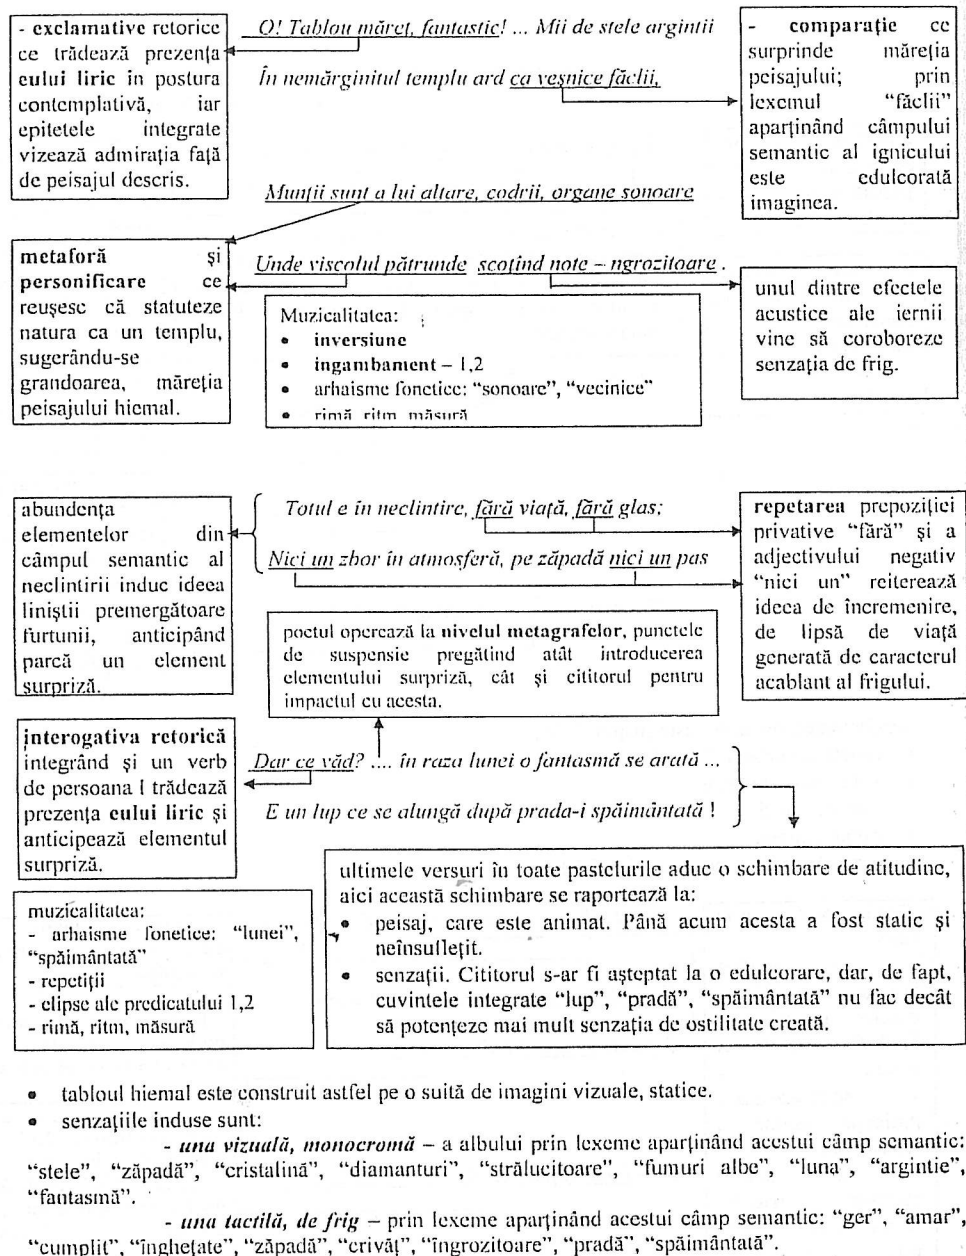 - exclamative retorice
ce trădează prezența
eului liric în postura
contemplativă, iar
epitetele integrate
vizează admirația față
de peisajul descris.
O! Tablou măreț, fantastic! ... Mii de stele argintii
În nemărginitul templu ard ca veșnice făclii,
- comparație ce
surprinde măreția
peisajului; prin
lexemul “făclii”
aparținând câmpului
semantic al ignicului
este edulcorată
imaginea.
Munții sunt a lui altare, codrii, organe sonoare
metaforă și
personificare ce
reușesc că statuteze
natura ca un templu,
sugerându-se
grandoarea, măreția
peisajului hiemal.
Unde viscolul pătrunde scoțind note – ngrozitoare .
Muzicalitatea:
• inversiune
• ingambament – 1,2
• arhaisme fonetice: “sonoare”, “vecinice”
• rimă ritm măsură
unul dintre efectele
acustice ale iernii
vine să coroboreze
senzația de frig.
abundența
elementelor din
câmpul semantic al
neclintirii induc ideea
liniștii premergătoare
furtunii, anticipând
parcă un element
surpriză.
Totul e în neclintire, fără viață, fără glas;
Nici un zbor în atmosferă, pe zăpadă nici un pas
repetarea prepoziției
privative “fără” și a
adjectivului negativ
“nici un” reiterează
ideea de încremenire,
de lipsă de viață
generată de caracterul
acablant al frigului.
poetul operează la nivelul metagrafelor, punctele
de suspensie pregătind atât introducerea
elementului surpriză, cât și cititorul pentru
impactul cu acesta.
interogativa retorică
integrând și un verb
de persoana I trădează
prezența eului liric și
anticipează elementul
surpriză.
Dar ce văd? .... în raza lunei o fantasmă se arată ...
E un lup ce se alungă după prada-i spăimântată !
ultimele versuri în toate pastelurile aduc o schimbare de atitudine,
aici această schimbare se raportează la:
• peisaj, care este animat. Până acum acesta a fost static și
neînsuflețit.
• senzații. Cititorul s-ar fi așteptat la o edulcorare, dar, de fapt,
cuvintele integrate “lup”, “pradă”, “spăimântată” nu fac decât
să potențeze mai mult senzația de ostilitate creată.
muzicalitatea:
- arhaisme fonetice: “lunei”,
“spăimântată”
- repetiții
- elipse ale predicatului 1,2
- rimă, ritm, măsură
• tabloul hiemal este construit astfel pe o suită de imagini vizuale, statice.
• senzațiile induse sunt:
- una vizuală, monocromă – a albului prin lexeme aparținând acestui câmp semantic:
“stele”, “zăpadă”, “cristalină”, “diamanturi”, “strălucitoare”, “fumuri albe”, “luna”, “argintie”,
“fantasmă”.
- una tactilă, de frig – prin lexeme aparținând acestui câmp semantic: “ger”, “amar”,
“cumplit”, “înghețate”, “zăpadă”, “crivăț”, “îngrozitoare”, “pradă”, “spăimântată”.